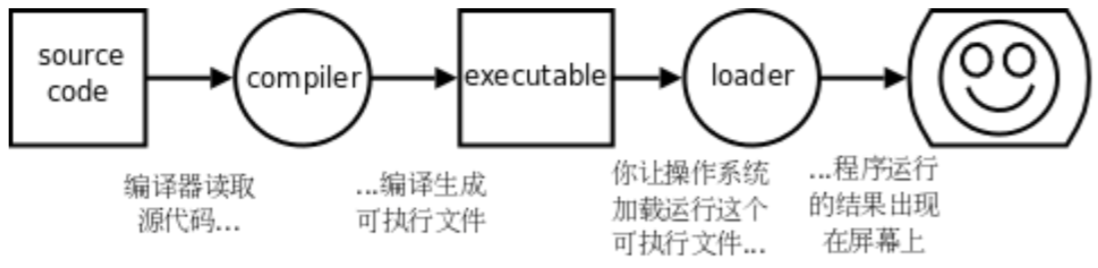 source
code
compiler
executable
loader
编译器读取
源代码...
...编译生成
可执行文件
你让操作系统
加载运行这个
可执行文件...
...程序运行
的结果出现
在屏幕上